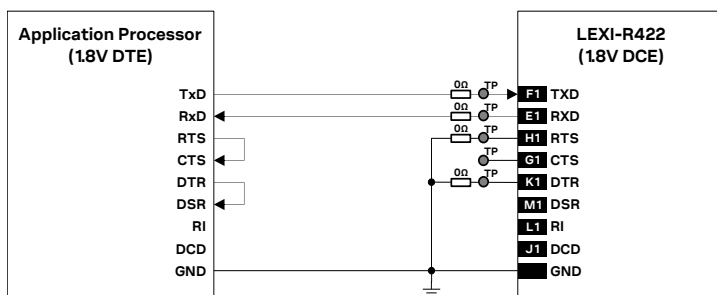 Application Processor
(1.8V DTE)
LEXI-R422
(1.8V DCE)
TxD 0Ω TP F1 TXD
RxD 0Ω TP E1 RXD
RTS 0Ω TP H1 RTS
CTS TP G1 CTS
DTR 0Ω TP K1 DTR
DSR M1 DSR
RI L1 RI
DCD J1 DCD
GND GND